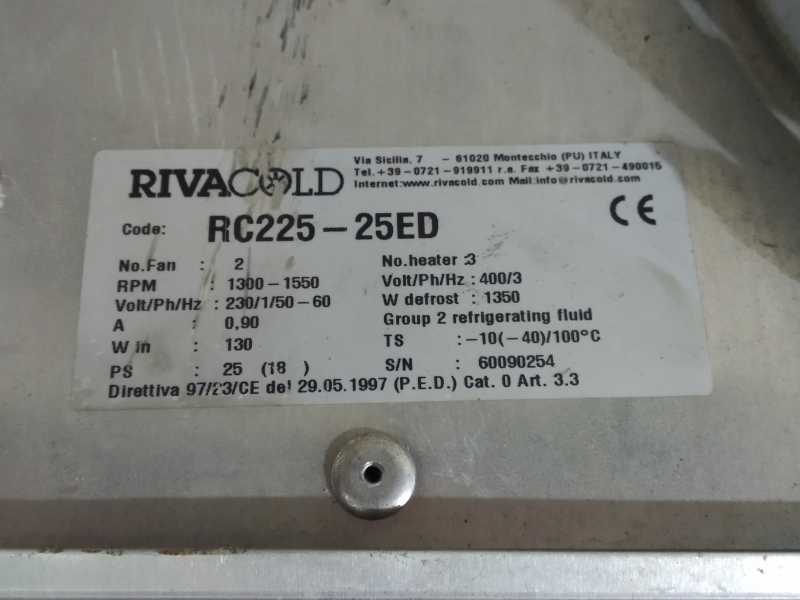 RIVACOLD
Via Sicilia, 7 - 61020 Montecchio (PU) ITALY
Tel.+39-0721-919911 r.a. Fax +39-0721-490015
Internet:www.rivacold.com Mail:info@rivacold.com
Code: RC225-25ED
CE
No.Fan : 2
RPM : 1300-1550
Volt/Ph/Hz : 230/1/50-60
A : 0,90
W in : 130
PS : 25 (18 )
No.heater :3
Volt/Ph/Hz : 400/3
W defrost : 1350
Group 2 refrigerating fluid
TS :-10(-40)/100°C
S/N : 60090254
Direttiva 97/23/CE del 29.05.1997 (P.E.D.) Cat. 0 Art. 3.3